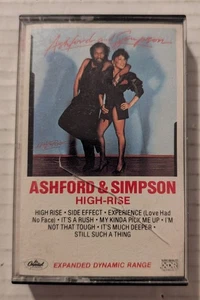 Ashford & Simpson
ASHFORD & SIMPSON
HIGH-RISE
HIGH RISE • SIDE EFFECT • EXPERIENCE (Love Had
No Face) • IT'S A RUSH • MY KINDA PICK ME UP • I'M
NOT THAT TOUGH • IT'S MUCH DEEPER •
STILL SUCH A THING
Capitol
EXPANDED DYNAMIC RANGE
XDR